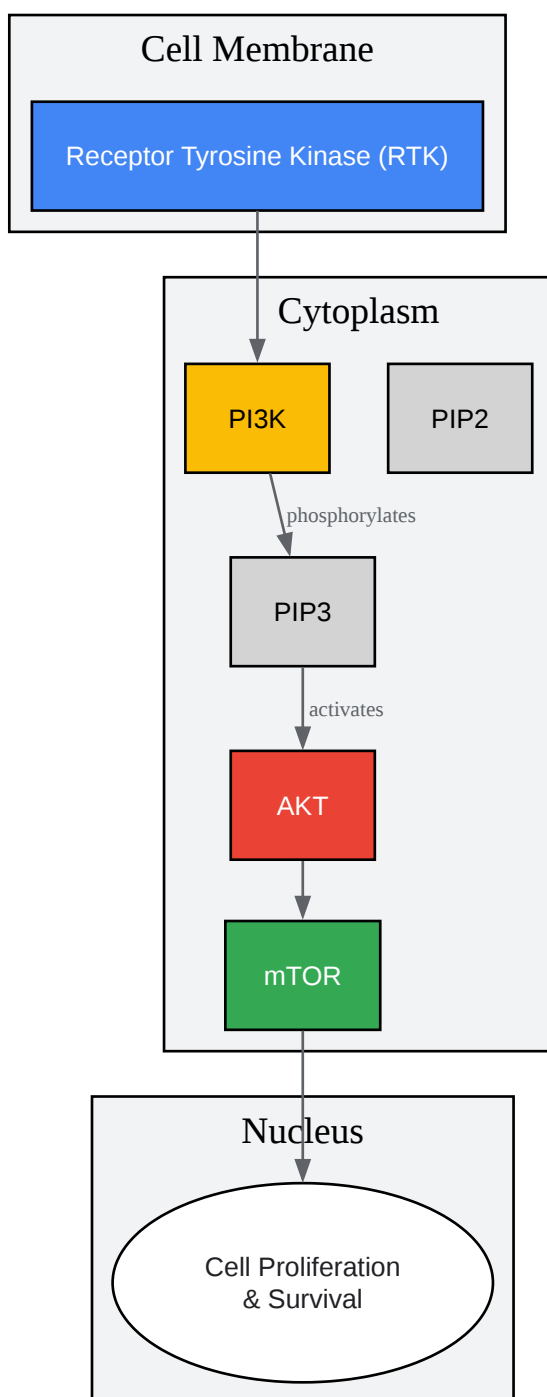 Cell Membrane
Receptor Tyrosine Kinase (RTK)
Cytoplasm
PI3K
PIP2
phosphorylates
PIP3
activates
AKT
mTOR
Nucleus
Cell Proliferation
& Survival